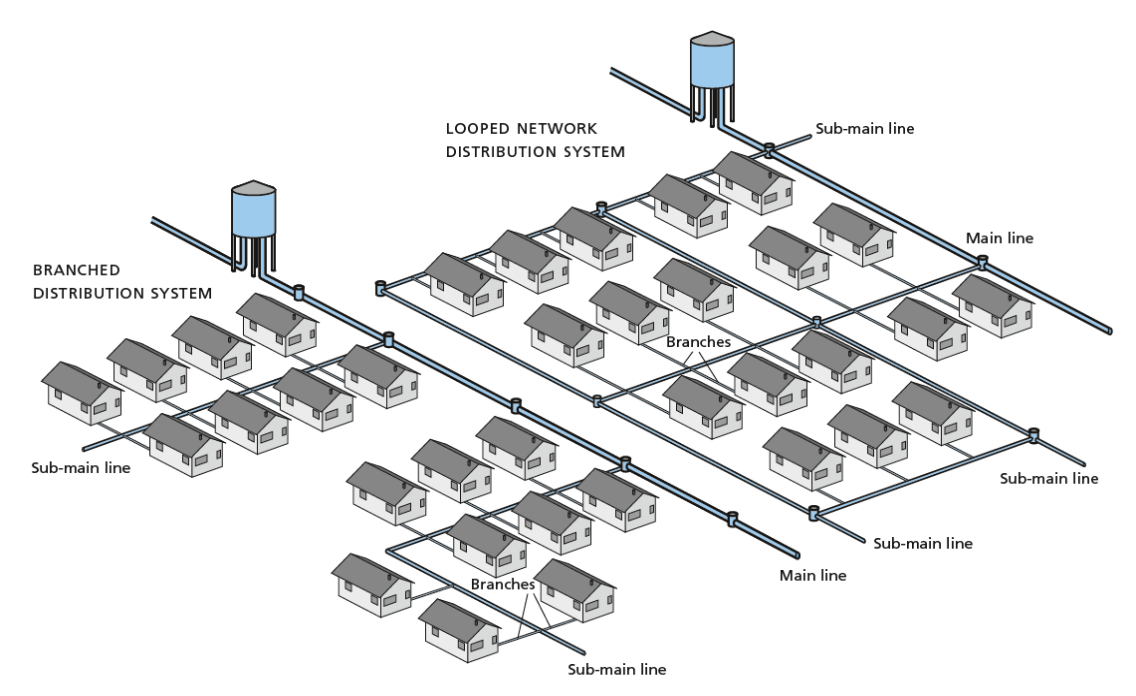 LOOPED NETWORK
DISTRIBUTION SYSTEM
Sub-main line
Main line
Branches
Sub-main line
Sub-main line
BRANCHED
DISTRIBUTION SYSTEM
Sub-main line
Main line
Branches
Sub-main line